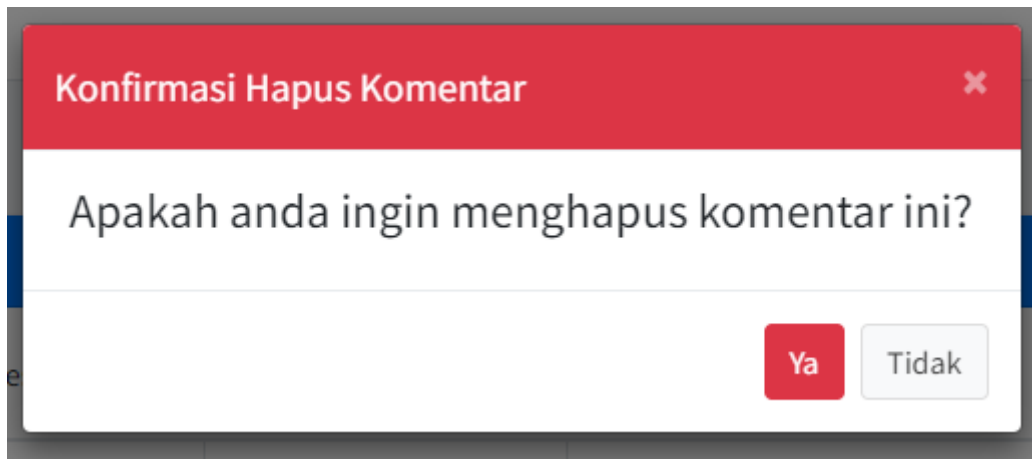 Konfirmasi Hapus Komentar
Apakah anda ingin menghapus komentar ini?
Ya
Tidak